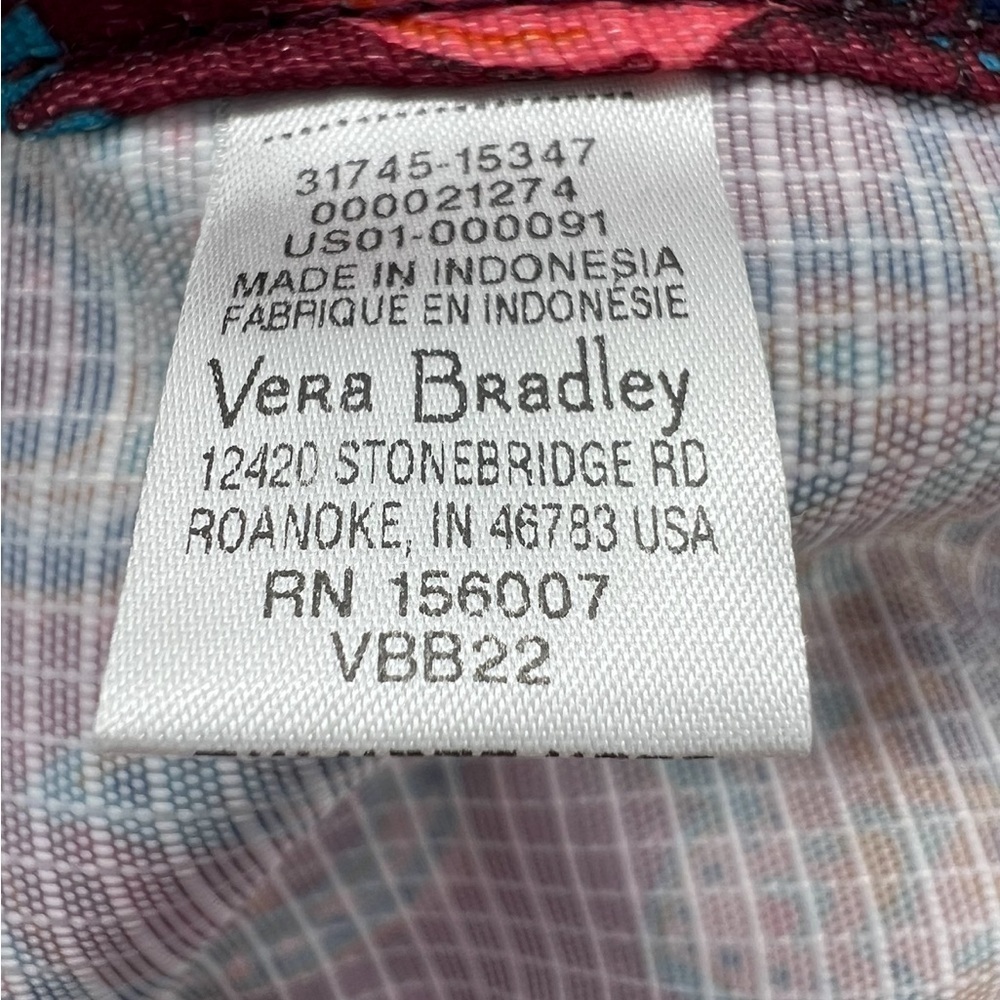 31745-15347
000021274
US01-000091
MADE IN INDONESIA
FABRIQUE EN INDONÉSIE
Vera Bradley
12420 STONEBRIDGE RD
ROANOKE, IN 46783 USA
RN 156007
VBB22